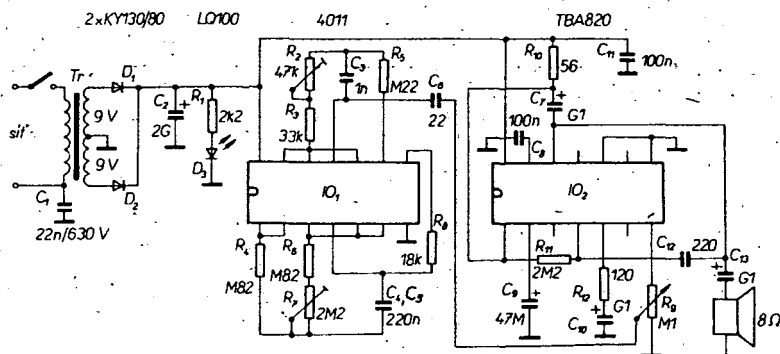 2xKY130/80 LQ100 4011 TBA820
Tr
D1
9 V
9 V
D2
síť
C1
22n/630 V
C2
2G
R1
2k2
D3
R2
47k
R3
33k
C3
1n
R5
M22
C6
22
IO1
R4
M82
R6
M82
R7
2M2
R8
18k
C4, C5
220n
R10
56
C11
100n
C7
G1
100n
C8
IO2
R11
2M2
C9
47M
R12
120
C10
G1
R9
M1
C12
220
C13
G1
8Ω